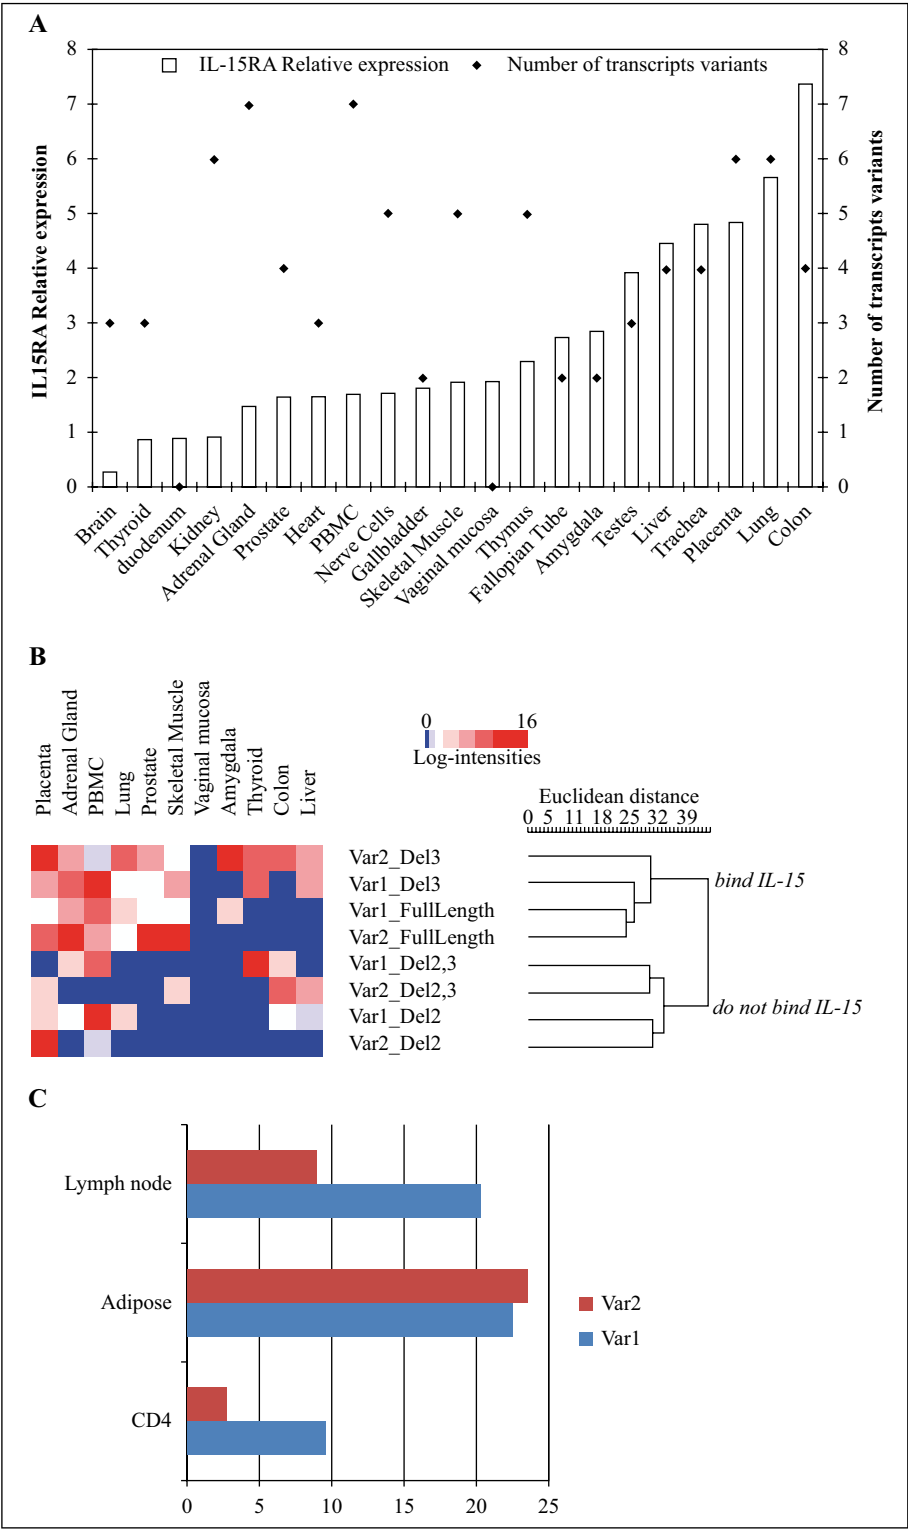 A
IL-15RA Relative expression
Number of transcripts variants
IL15RA Relative expression
Number of transcripts variants
8
7
6
5
4
3
2
1
0
8
7
6
5
4
3
2
1
0
Brain
Thyroid
duodenum
Kidney
Adrenal Gland
Prostate
Heart
PBMC
Nerve Cells
Gallbladder
Skeletal Muscle
Vaginal mucosa
Thymus
Fallopian Tube
Amygdala
Testes
Liver
Trachea
Placenta
Lung
Colon
B
Placenta
Adrenal Gland
PBMC
Lung
Prostate
Skeletal Muscle
Vaginal mucosa
Amygdala
Thyroid
Colon
Liver
0 16
Log-intensities
Euclidean distance
0 5 11 18 25 32 39
Var2_Del3
Var1_Del3
Var1_FullLength
Var2_FullLength
Var1_Del2,3
Var2_Del2,3
Var1_Del2
Var2_Del2
bind IL-15
do not bind IL-15
C
Lymph node
Adipose
CD4
Var2
Var1
0 5 10 15 20 25